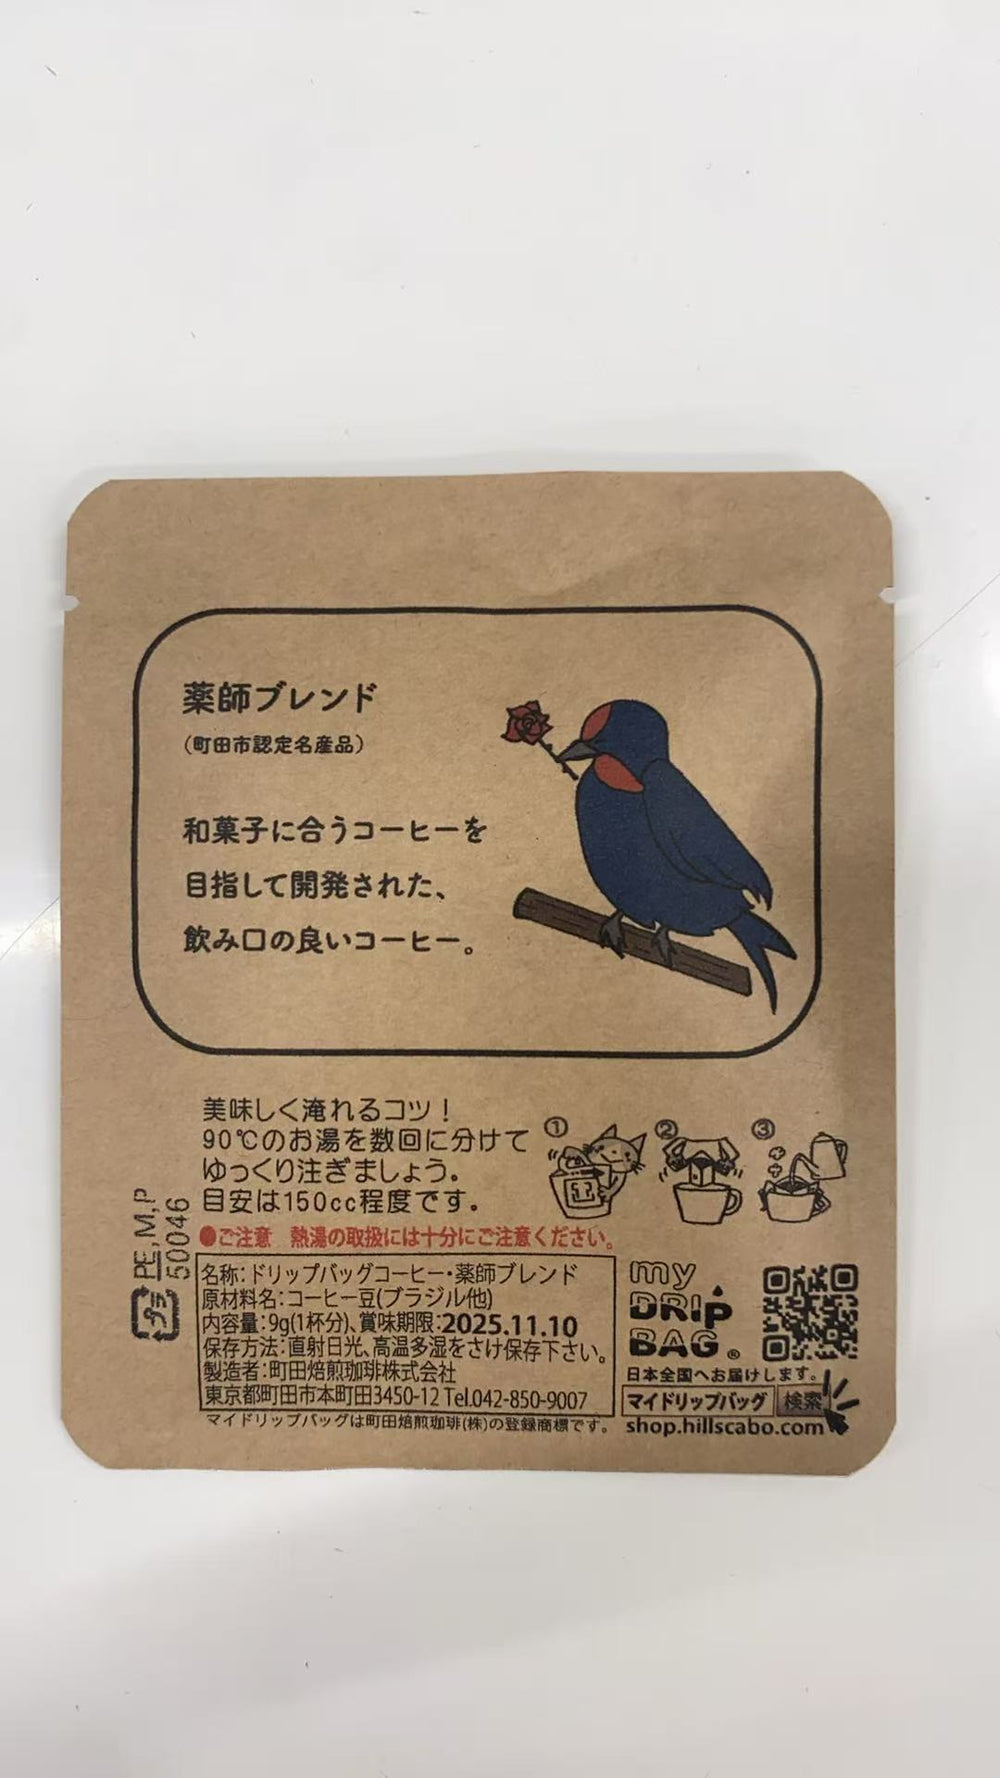 薬師ブレンド
(町田市認定名産品)
和菓子に合うコーヒーを
目指して開発された、
飲み口の良いコーヒー。
美味しく淹れるコツ！
90℃のお湯を数回に分けて
ゆっくり注ぎましょう。
目安は150cc程度です。
① ② ③
●ご注意 熱湯の取扱には十分にご注意ください。
PE,M,P
50046
プラ
名称：ドリップバッグコーヒー・薬師ブレンド
原材料名：コーヒー豆(ブラジル他)
内容量：9g(1杯分)、賞味期限：2025.11.10
保存方法：直射日光、高温多湿をさけ保存下さい。
製造者：町田焙煎珈琲株式会社
東京都町田市本町田3450-12 Tel.042-850-9007
マイドリップバッグは町田焙煎珈琲(株)の登録商標です。
my
DRIP
BAG®
日本全国へお届けします。
マイドリップバッグ 検索
shop.hillscabo.com